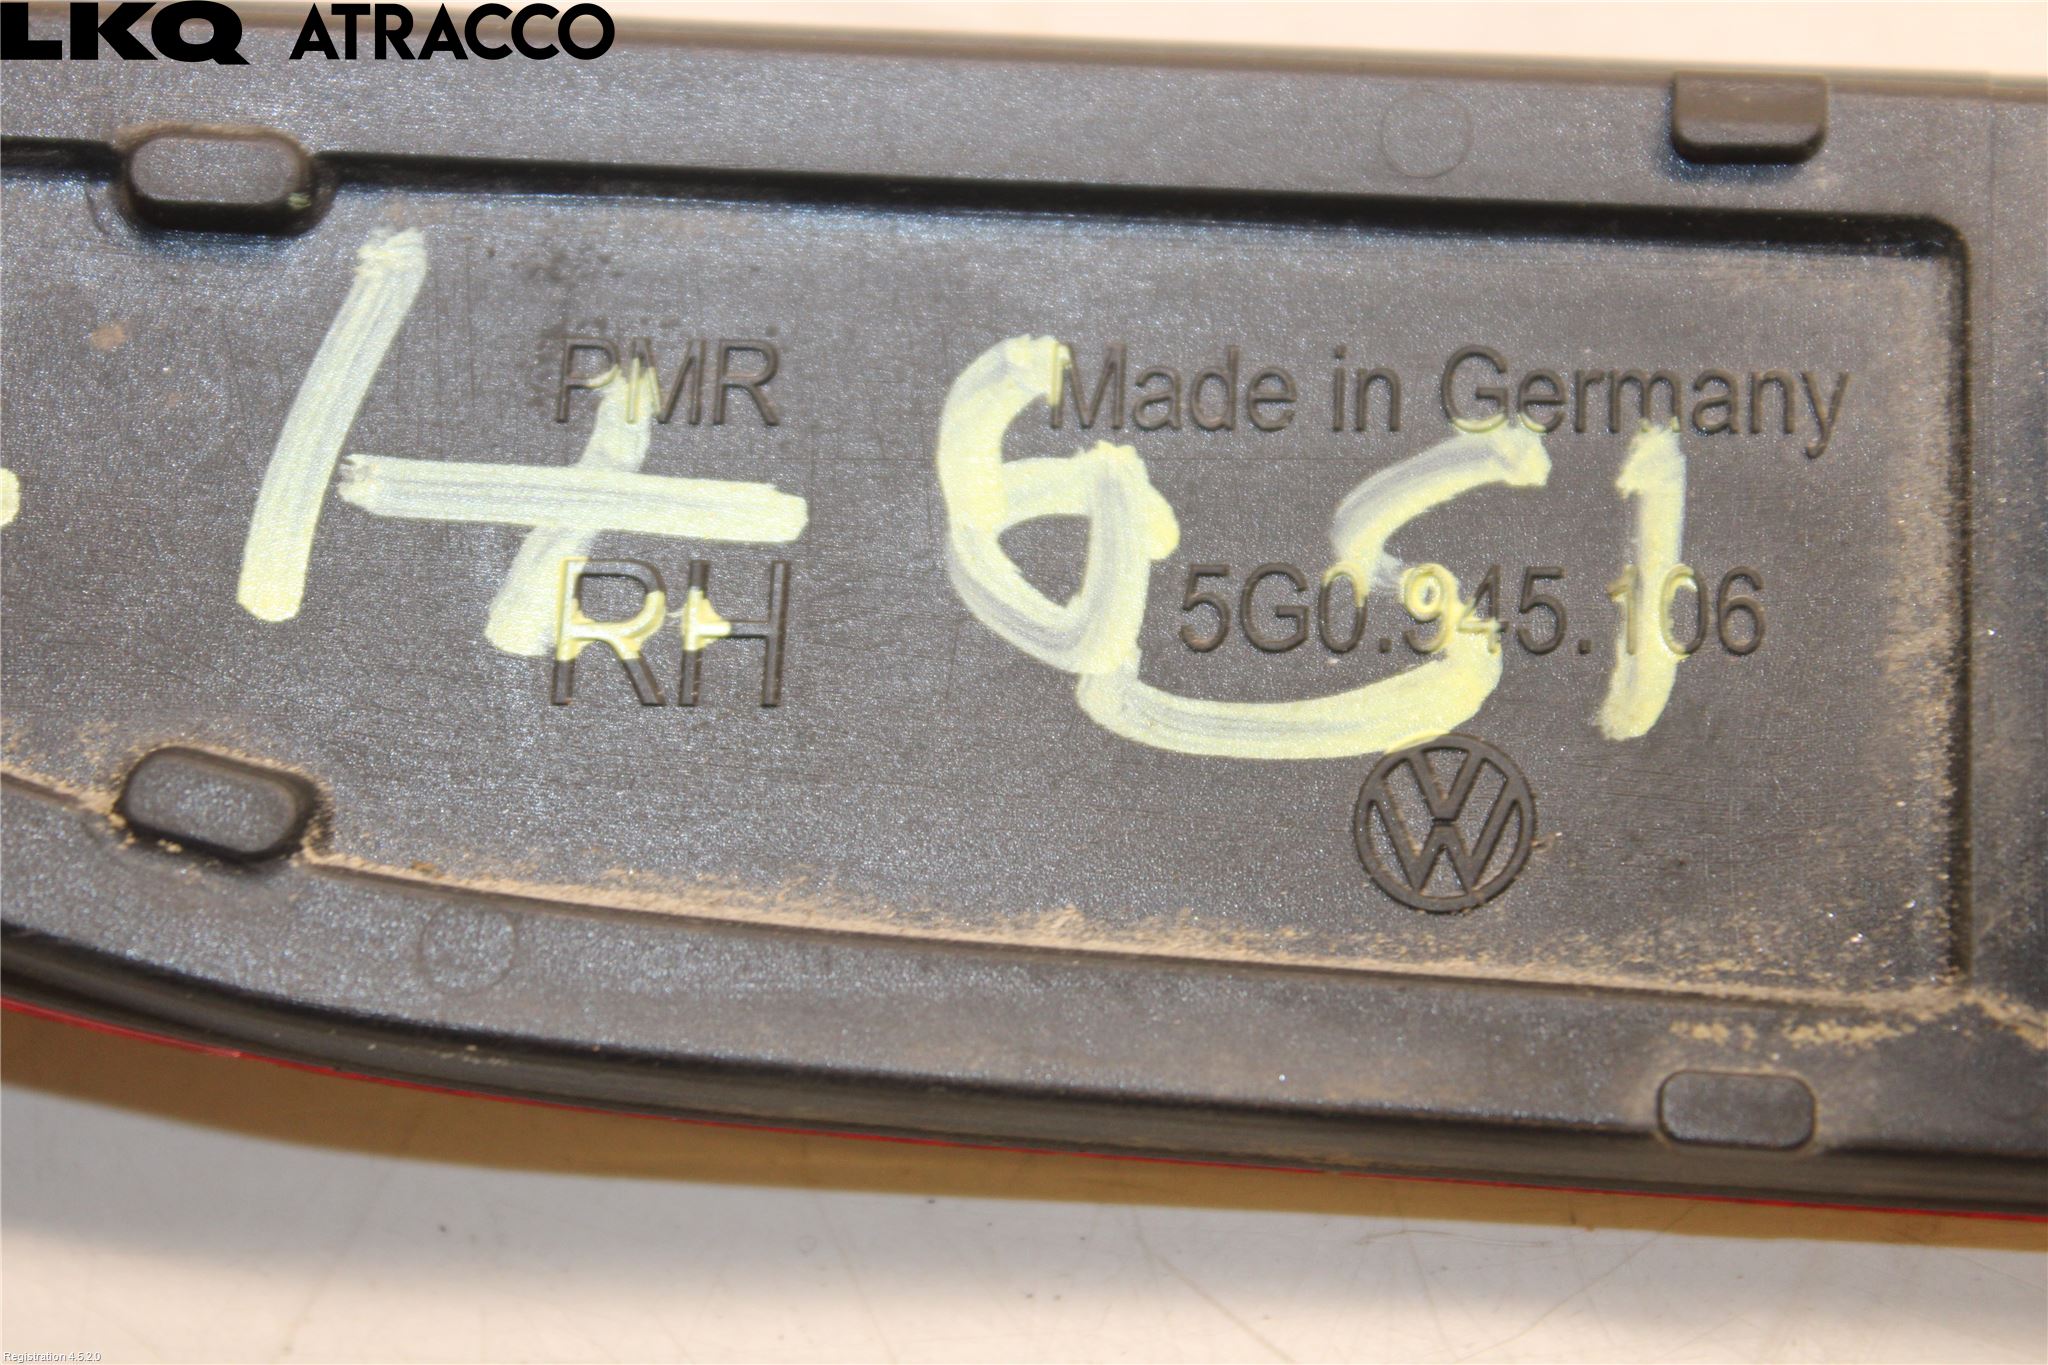 LKQ ATRACCO
PMR
Made in Germany
RH
5G0.945.106
Registration 4.5.2.0